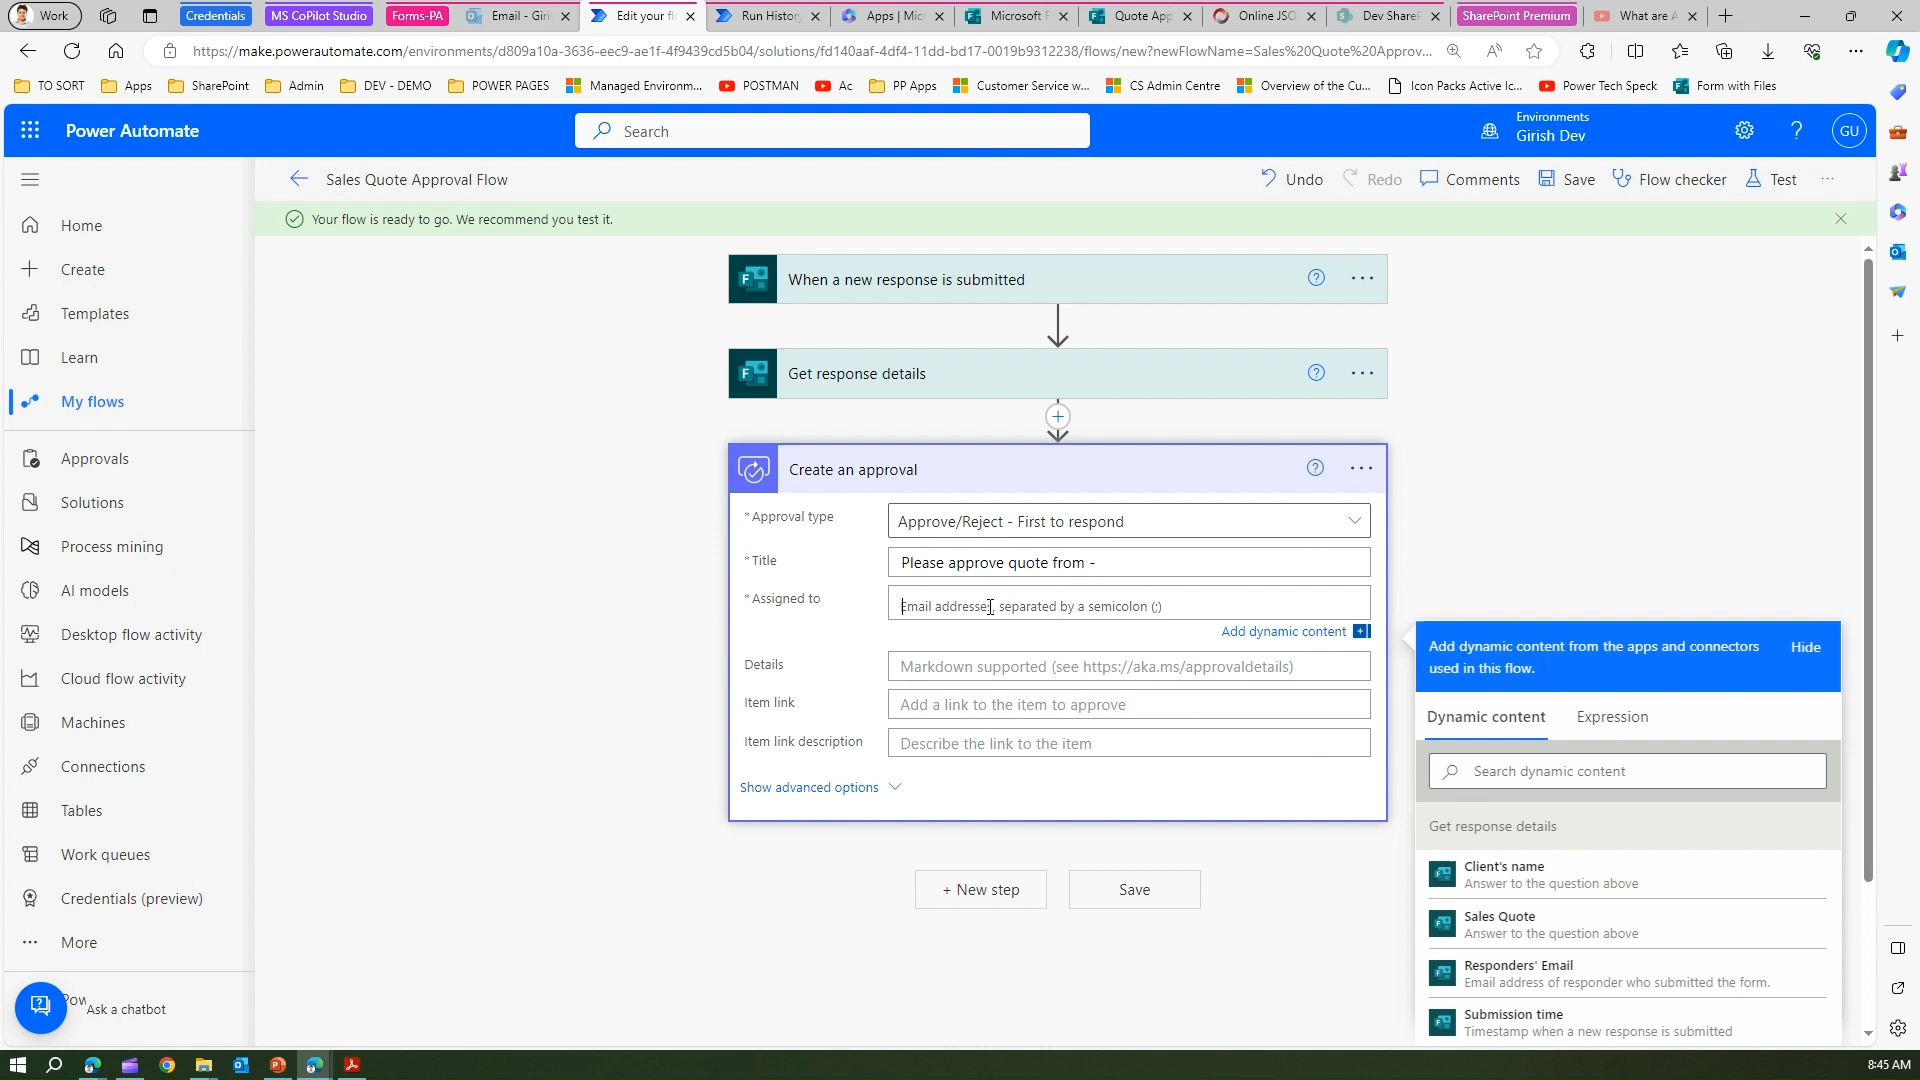 Work
Credentials
MS CoPilot Studio
Forms-PA
Email - Giri
Edit your fl
Run History
Apps | Micr
Microsoft F
Quote App
Online JSO
Dev ShareP
SharePoint Premium
What are A
https://make.powerautomate.com/environments/d809a10a-3636-eec9-ae1f-4f9439cd5b04/solutions/fd140aaf-4df4-11dd-bd17-0019b9312238/flows/new?newFlowName=Sales%20Quote%20Approv...
TO SORT
Apps
SharePoint
Admin
DEV - DEMO
POWER PAGES
Managed Environm...
POSTMAN
Ac
PP Apps
Customer Service w...
CS Admin Centre
Overview of the Cu...
Icon Packs Active Ic...
Power Tech Speck
Form with Files
Power Automate
Search
Environments
Girish Dev
GU
Sales Quote Approval Flow
Undo
Redo
Comments
Save
Flow checker
Test
Your flow is ready to go. We recommend you test it.
Home
Create
Templates
Learn
My flows
Approvals
Solutions
Process mining
AI models
Desktop flow activity
Cloud flow activity
Machines
Connections
Tables
Work queues
Credentials (preview)
More
Pow
Ask a chatbot
When a new response is submitted
Get response details
Create an approval
* Approval type
Approve/Reject - First to respond
* Title
Please approve quote from -
* Assigned to
Email addresses, separated by a semicolon (;)
Add dynamic content
Details
Markdown supported (see https://aka.ms/approvaldetails)
Item link
Add a link to the item to approve
Item link description
Describe the link to the item
Show advanced options
+ New step
Save
Add dynamic content from the apps and connectors
used in this flow.
Hide
Dynamic content
Expression
Search dynamic content
Get response details
Client's name
Answer to the question above
Sales Quote
Answer to the question above
Responders' Email
Email address of responder who submitted the form.
Submission time
Timestamp when a new response is submitted
8:45 AM